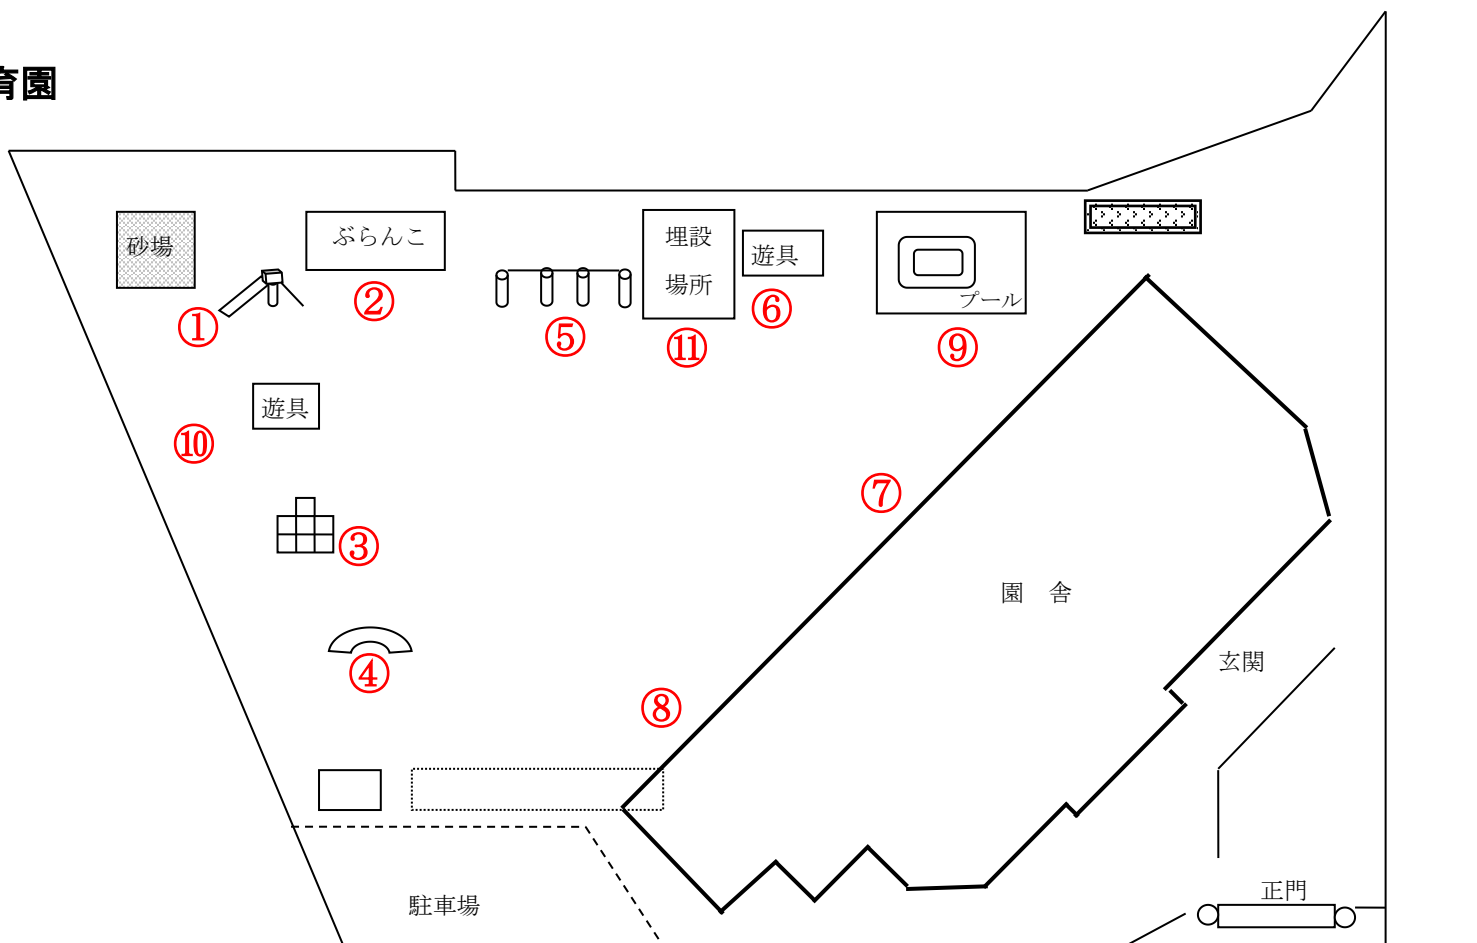 育園
砂場
ぶらんこ
埋設
場所
遊具
プール
①
②
⑤
⑪
⑥
⑨
遊具
⑩
⑦
③
園　舎
④
玄関
⑧
駐車場
正門